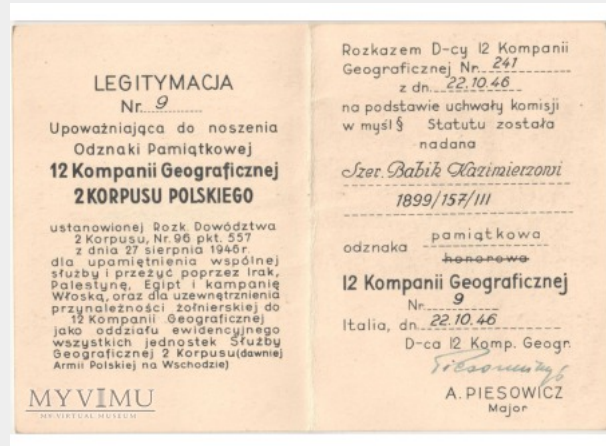 LEGITYMACJA
Nr. 9
Upoważniająca do noszenia
Odznaki Pamiątkowej
12 Kompanii Geograficznej
2 KORPUSU POLSKIEGO
ustanowionej Rozk. Dowództwa
2 Korpusu, Nr. 96 pkt. 557
z dnia 27 sierpnia 1946r.
dla upamiętnienia wspólnej
służby i przeżyć poprzez Irak,
Palestynę, Egipt i kampanię
Włoską, oraz dla uzewnętrznienia
przynależności żołnierskiej do
12 Kompanii Geograficznej
jako oddziału ewidencyjnego
wszystkich jednostek Służby
Geograficznej 2 Korpusu (dawniej
Armii Polskiej na Wschodzie)
Rozkazem D-cy 12 Kompanii
Geograficznej Nr. 241
z dn. 22.10.46
na podstawie uchwały komisji
w myśl § Statutu została
nadana
Szer. Babik Kazimierzowi
1899/157/III
pamiątkowa
odznaka honorowa
12 Kompanii Geograficznej
Nr. 9
Italia, dn. 22.10.46
D-ca 12 Komp. Geogr.
A. PIESOWICZ
Major
MYVIMU
MY VIRTUAL MUSEUM